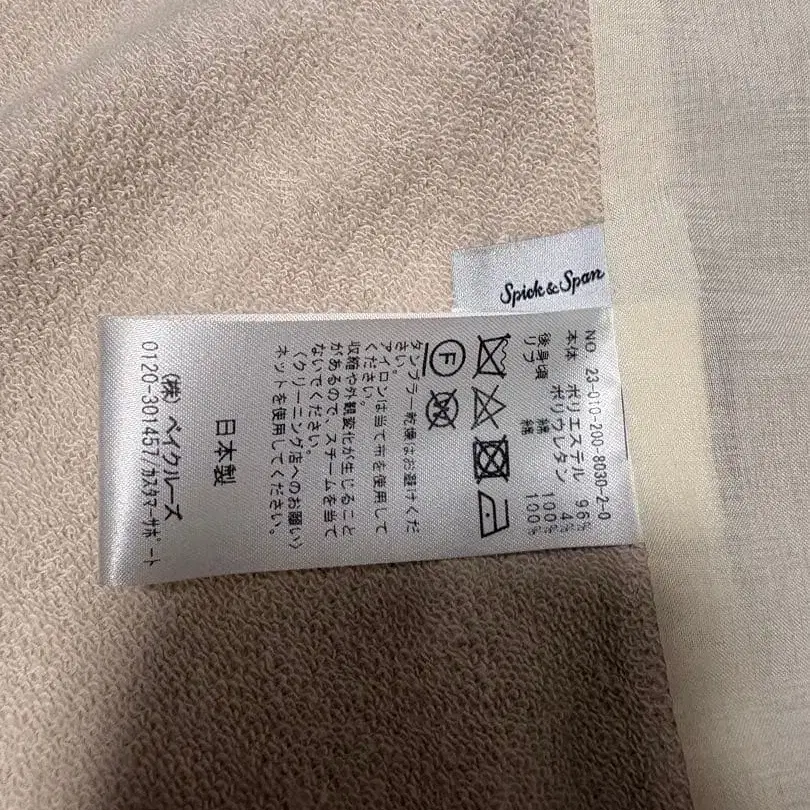 Spick & Span
NO 23-010-200-8030-2-0
本体 ポリエステル 96%
ポリウレタン 4%
後身頃 綿 100%
リブ 綿 100%
F
タンブラー乾燥はお避けくだ
さい。
アイロンは当て布を使用して
ください。
収縮や外観変化が生じること
があるので、スチームを当て
ないでください。
〈クリーニング店へのお願い〉
ネットを使用してください。
日本製
(株) ベイクルーズ
0120-301457/カスタマーサポート